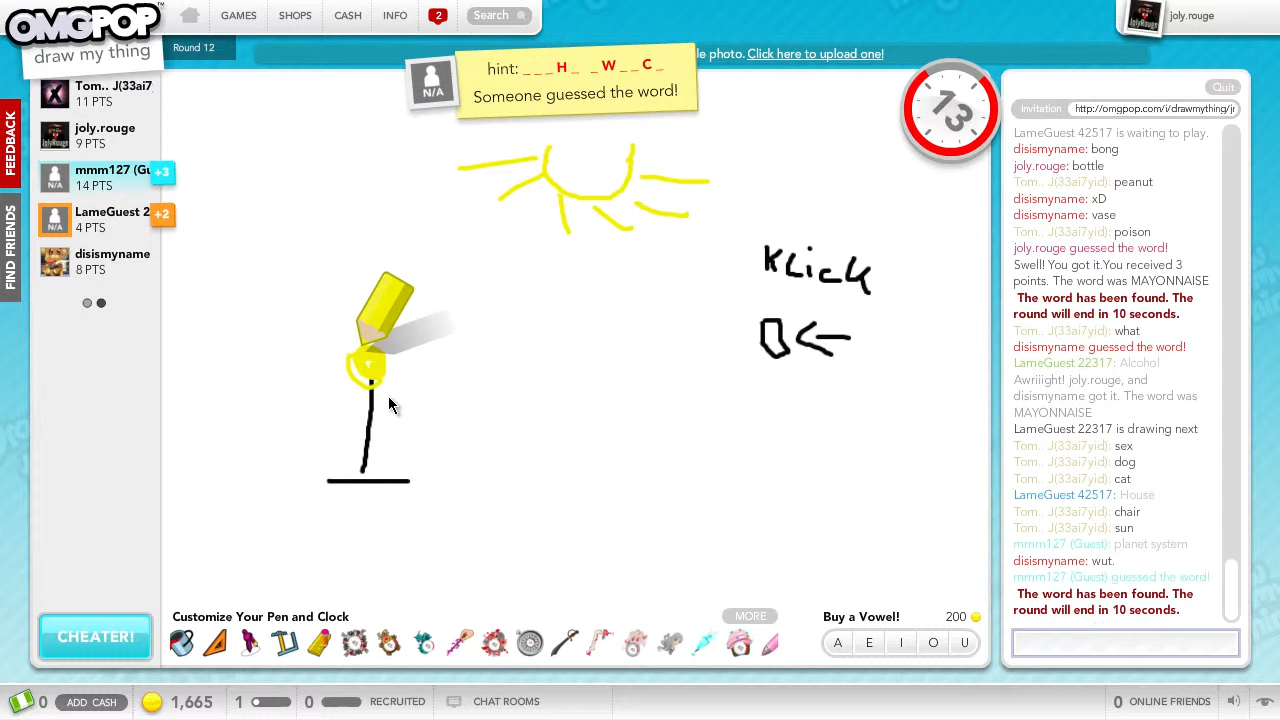 OMGPOP™
draw my thing
GAMES
SHOPS
CASH
INFO
2
Search
joly.rouge
Round 12
le photo. Click here to upload one!
N/A
hint: _ _ _ H _ _ W _ _ C _
Someone guessed the word!
13
FEEDBACK
FIND FRIENDS
Tom.. J(33ai7
11 PTS
joly.rouge
9 PTS
N/A
mmm127 (Gu
+3
14 PTS
N/A
LameGuest 2
+2
4 PTS
disismyname
8 PTS
KLicK
CHEATER!
Customize Your Pen and Clock
MORE
Buy a Vowel!
200
A E I O U
Quit
Invitation
http://omgpop.com/i/drawmything/jr
LameGuest 42517 is waiting to play.
disismyname: bong
joly.rouge: bottle
Tom.. J(33ai7yid): peanut
disismyname: xD
disismyname: vase
Tom.. J(33ai7yid): poison
joly.rouge guessed the word!
Swell! You got it.You received 3
points. The word was MAYONNAISE
The word has been found. The
round will end in 10 seconds.
Tom.. J(33ai7yid): what
disismyname guessed the word!
LameGuest 22317: Alcohol
Awriiight! joly.rouge, and
disismyname got it. The word was
MAYONNAISE
LameGuest 22317 is drawing next
Tom.. J(33ai7yid): sex
Tom.. J(33ai7yid): dog
Tom.. J(33ai7yid): cat
LameGuest 42517: House
Tom.. J(33ai7yid): chair
Tom.. J(33ai7yid): sun
mmm127 (Guest): planet system
disismyname: wut.
mmm127 (Guest) guessed the word!
The word has been found. The
round will end in 10 seconds.
0
ADD CASH
1,665
1
0
RECRUITED
CHAT ROOMS
0 ONLINE FRIENDS